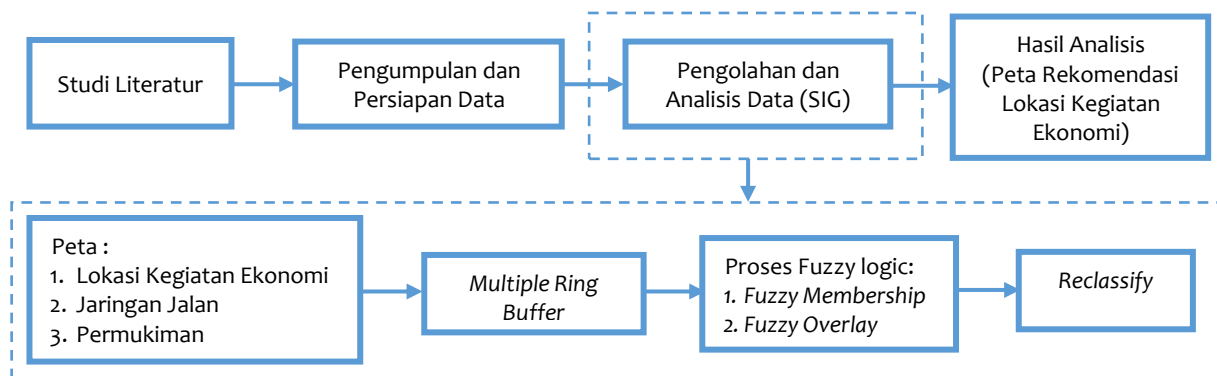 Studi Literatur
Pengumpulan dan
Persiapan Data
Pengolahan dan
Analisis Data (SIG)
Hasil Analisis
(Peta Rekomendasi
Lokasi Kegiatan
Ekonomi)
Peta :
1. Lokasi Kegiatan Ekonomi
2. Jaringan Jalan
3. Permukiman
Multiple Ring
Buffer
Proses Fuzzy logic:
1. Fuzzy Membership
2. Fuzzy Overlay
Reclassify